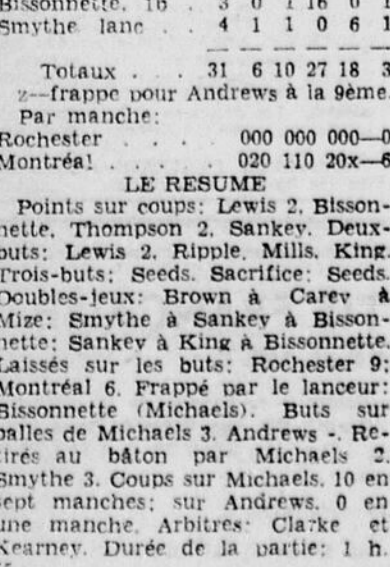 Bissonnette, 1b . 3 0 1 16 0 1
Smythe lanc . . 4 1 1 0 6 1
Totaux . . . 31 6 10 27 18 3
z—frappe pour Andrews à la 9ème.
Par manche:
Rochester . . . . 000 000 000—0
Montréal . . . . . 020 110 20x—6
LE RESUME
Points sur coups: Lewis 2, Bisson-
nette, Thompson 2, Sankey. Deux-
buts: Lewis 2, Ripple, Mills, King.
Trois-buts: Seeds. Sacrifice: Seeds.
Doubles-jeux: Brown à Carey à
Mize; Smythe à Sankey à Bisson-
nette; Sankey à King à Bissonnette.
Laissés sur les buts: Rochester 9;
Montréal 6. Frappé par le lanceur:
Bissonnette (Michaels). Buts sur
balles de Michaels 3, Andrews -. Re-
tirés au bâton par Michaels 2,
Smythe 3. Coups sur Michaels, 10 en
sept manches; sur Andrews, 0 en
une manche. Arbitres: Clarke et
Kearney. Durée de la partie: 1 h.